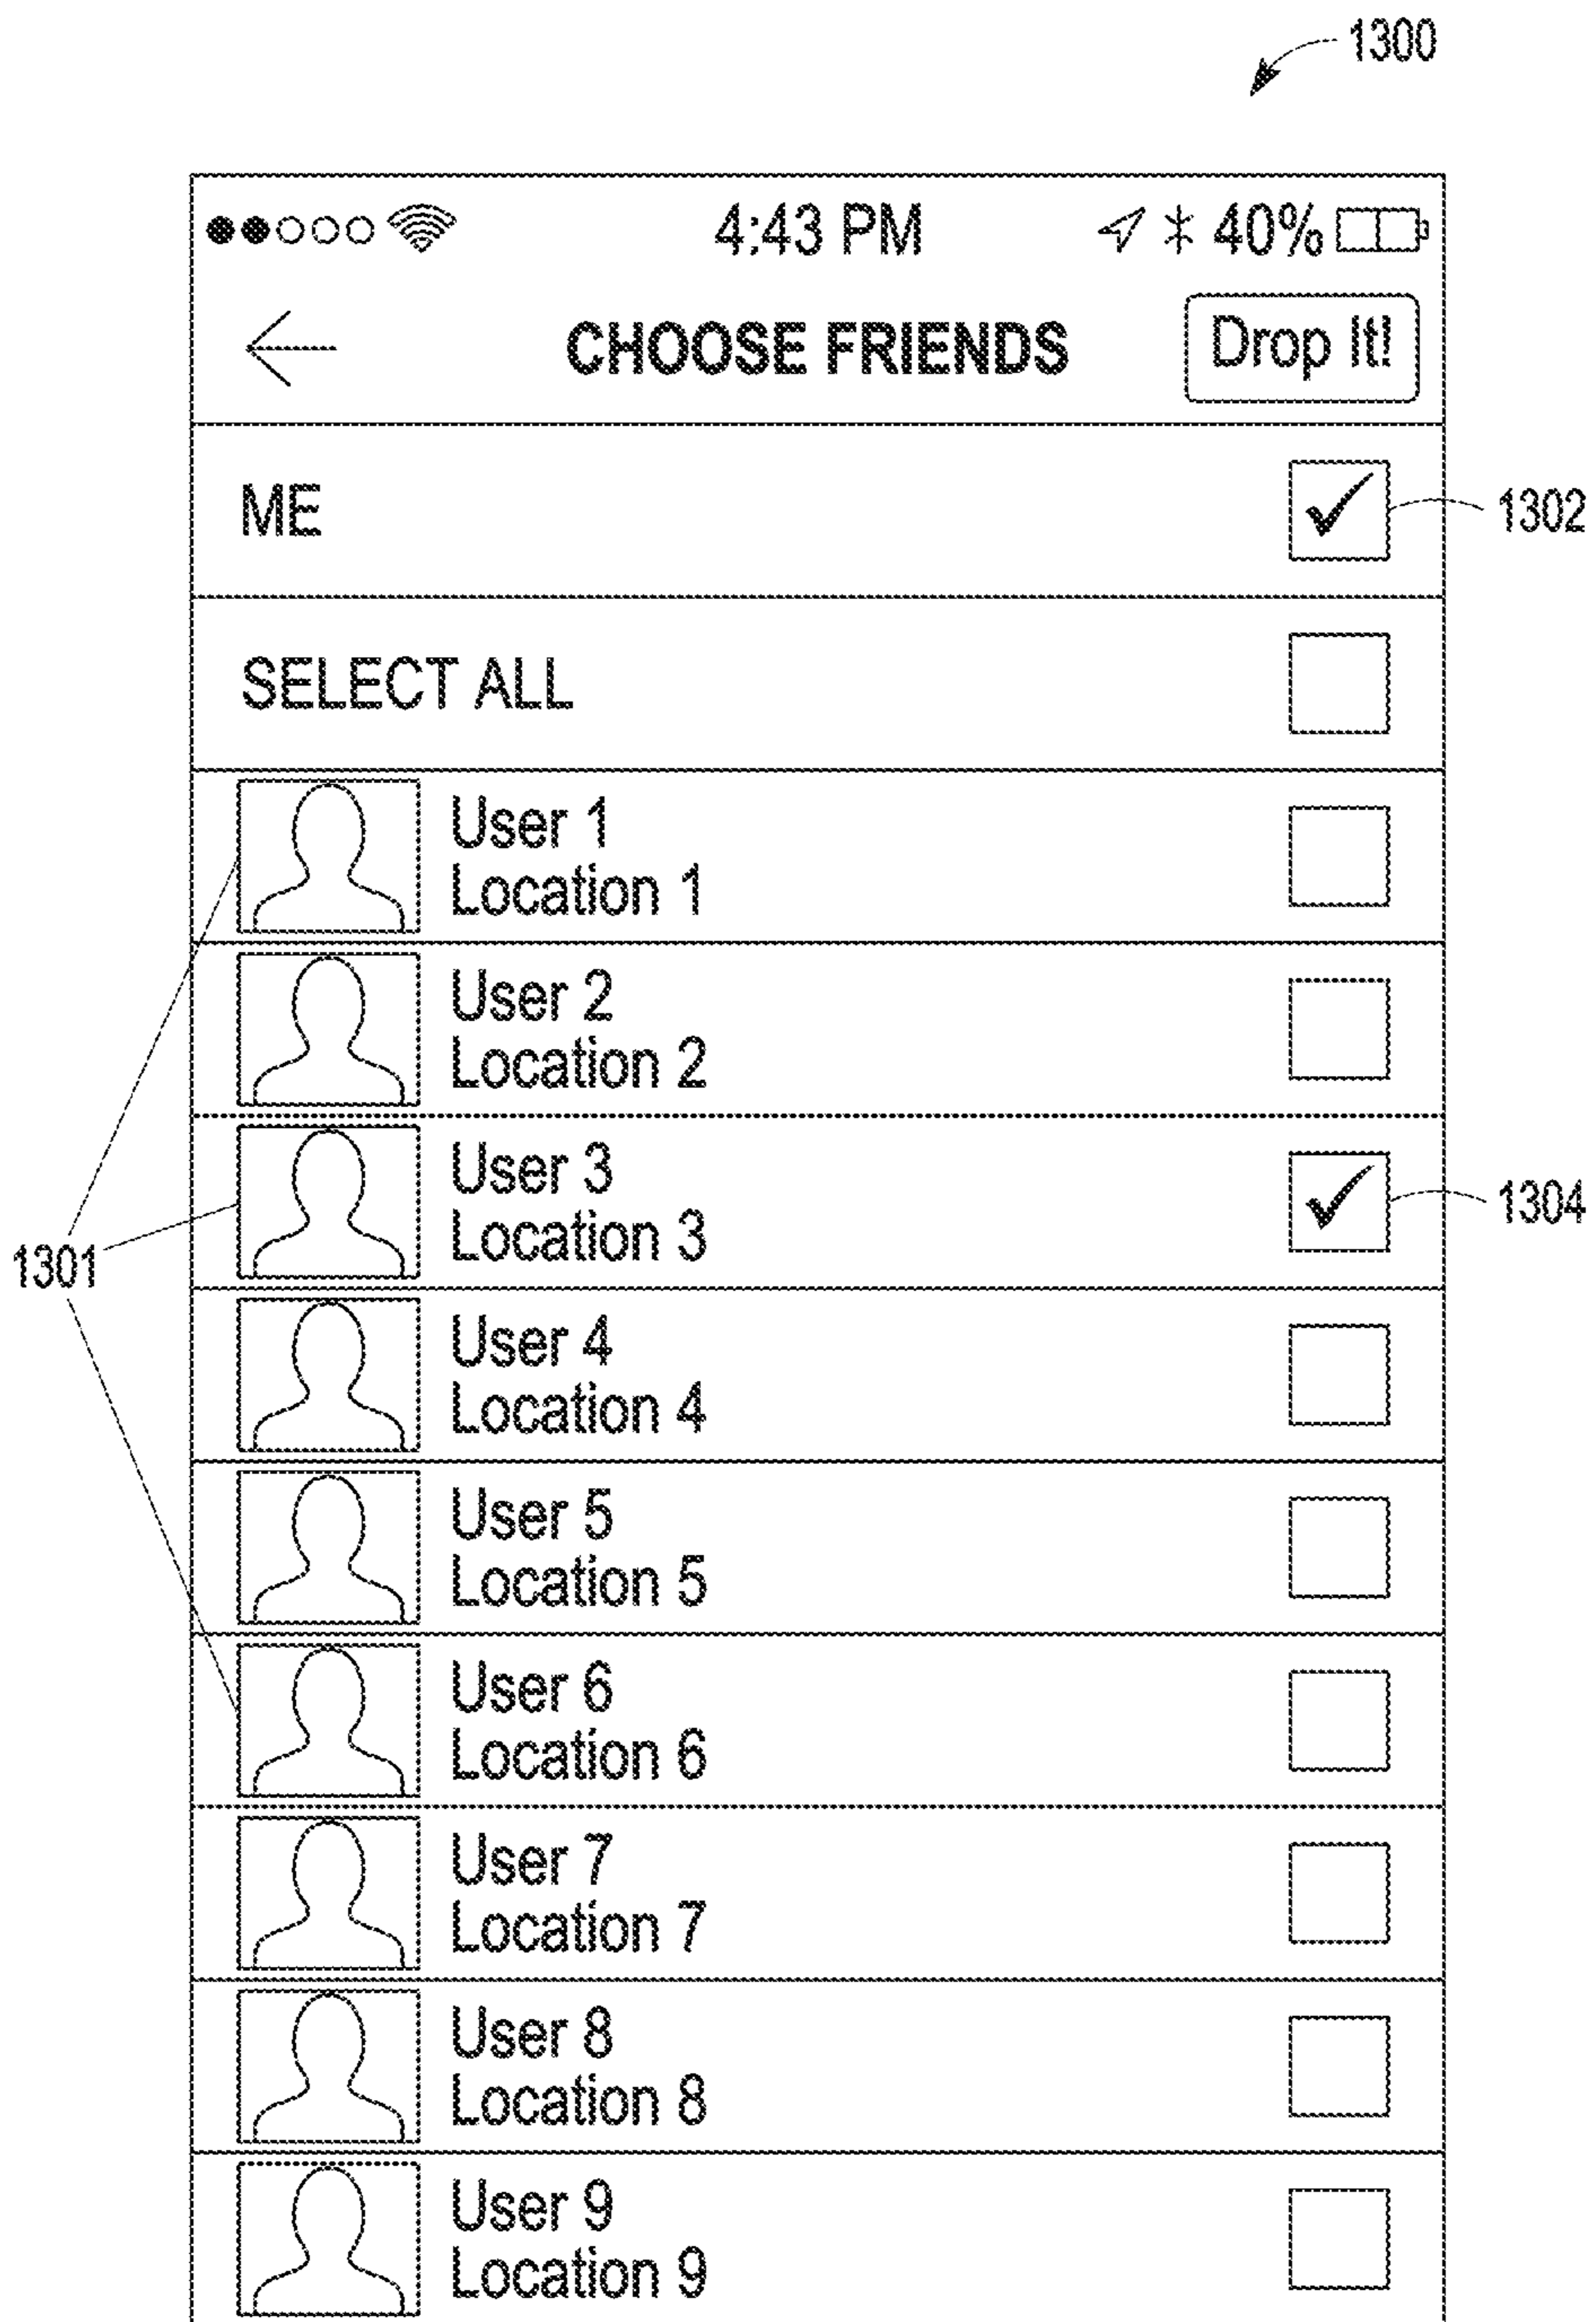 1300
4:43 PM 40%
CHOOSE FRIENDS Drop It!
ME 1302
SELECT ALL
User 1
Location 1
User 2
Location 2
User 3
Location 3
1304
1301
User 4
Location 4
User 5
Location 5
User 6
Location 6
User 7
Location 7
User 8
Location 8
User 9
Location 9